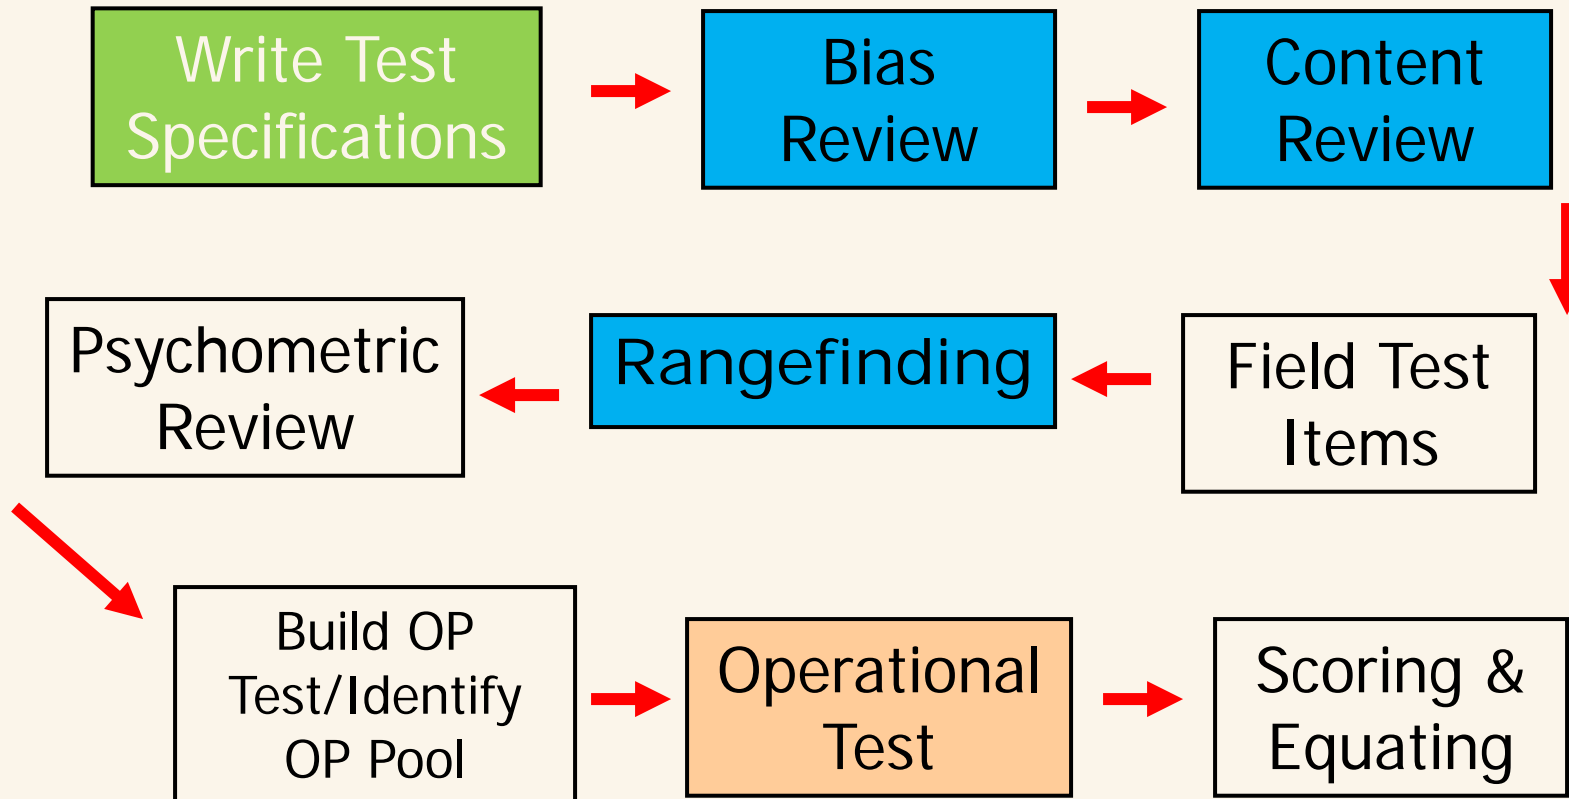 Write Test
Specifications
Bias
Review
Content
Review
Psychometric
Review
Rangefinding
Field Test
Items
Build OP
Test/Identify
OP Pool
Operational
Test
Scoring &
Equating